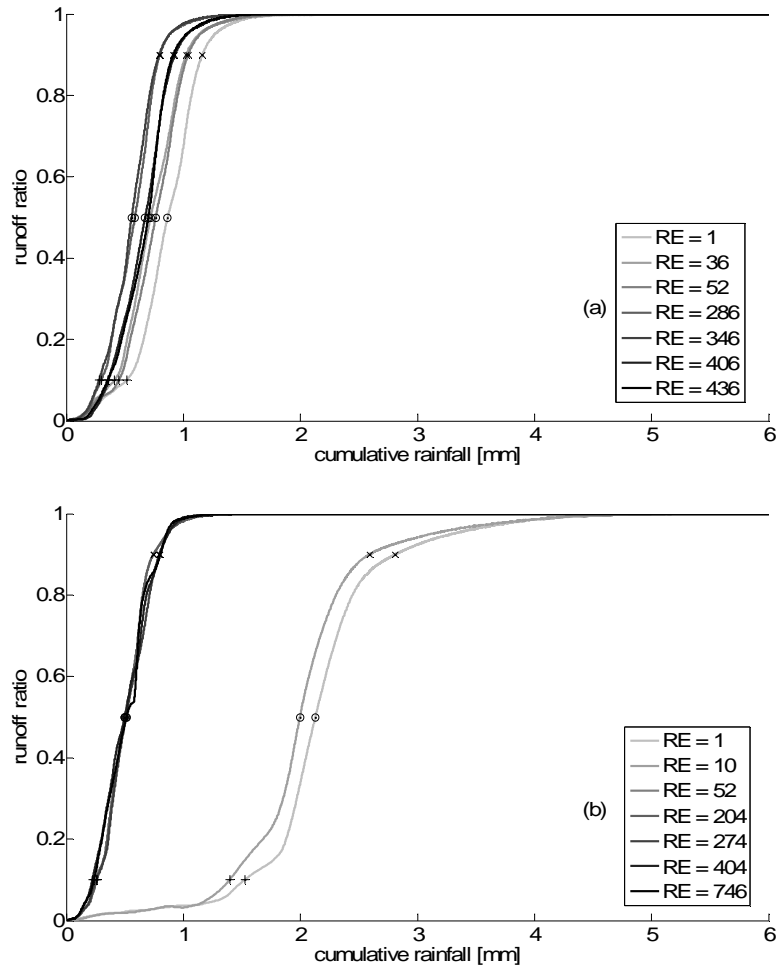 1
0.8
0.6
0.4
0.2
0
runoff ratio
0 1 2 3 4 5 6
cumulative rainfall [mm]
(a)
RE = 1
RE = 36
RE = 52
RE = 286
RE = 346
RE = 406
RE = 436
1
0.8
0.6
0.4
0.2
0
runoff ratio
0 1 2 3 4 5 6
cumulative rainfall [mm]
(b)
RE = 1
RE = 10
RE = 52
RE = 204
RE = 274
RE = 404
RE = 746